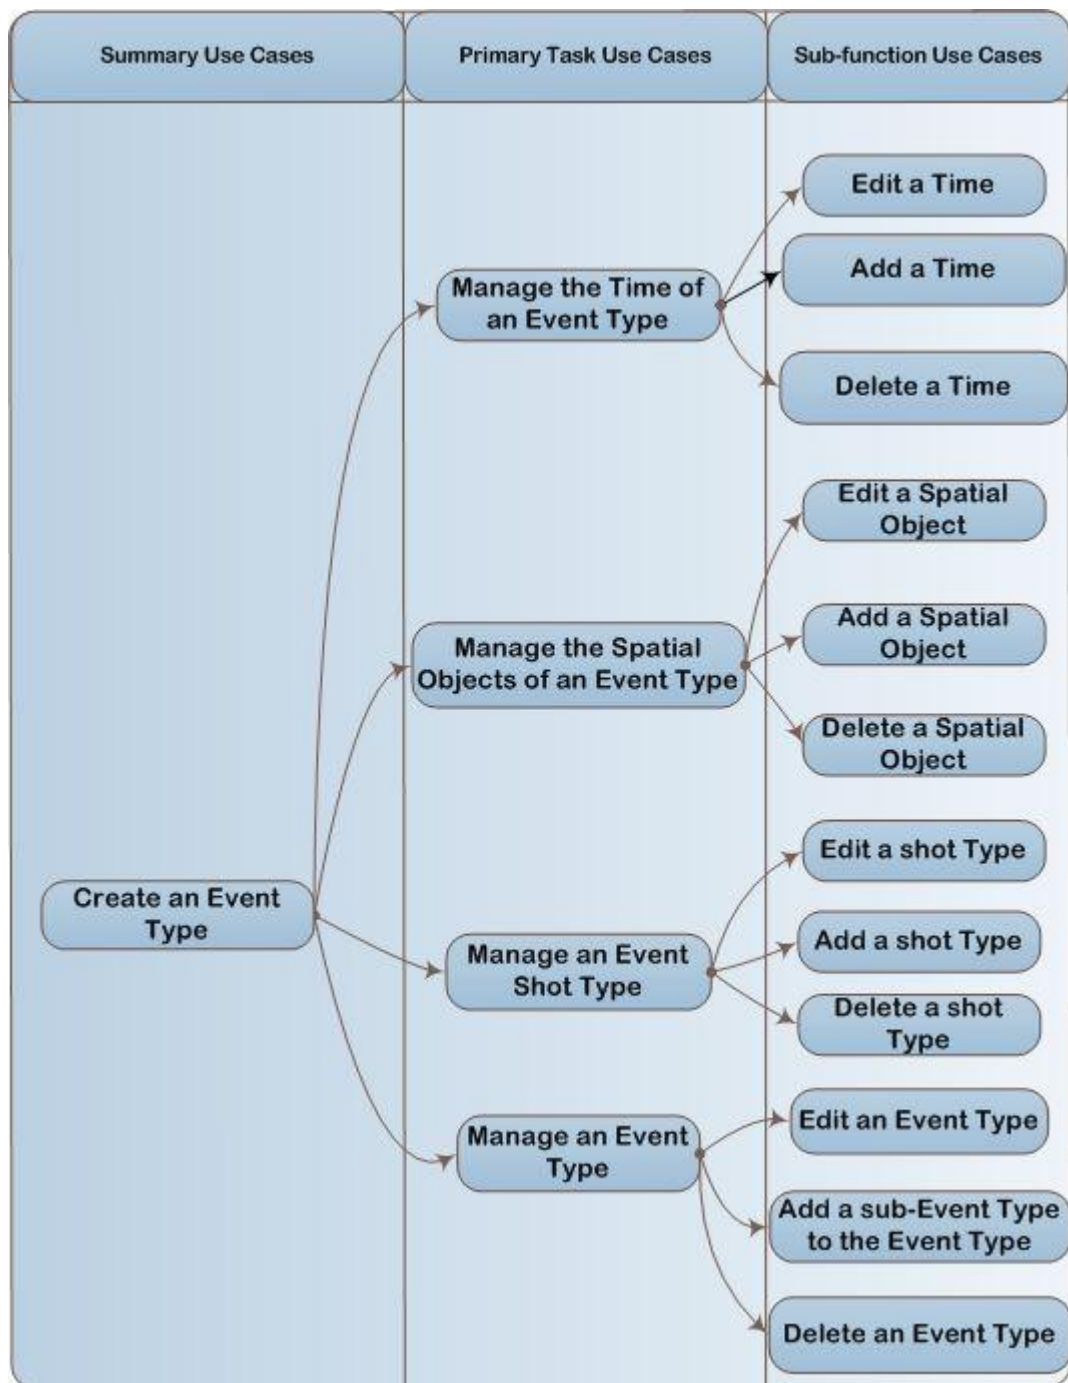 Summary Use Cases
Primary Task Use Cases
Sub-function Use Cases
Edit a Time
Add a Time
Manage the Time of
an Event Type
Delete a Time
Edit a Spatial
Object
Add a Spatial
Object
Manage the Spatial
Objects of an Event Type
Delete a Spatial
Object
Edit a shot Type
Create an Event
Type
Add a shot Type
Manage an Event
Shot Type
Delete a shot
Type
Edit an Event Type
Manage an Event
Type
Add a sub-Event Type
to the Event Type
Delete an Event Type